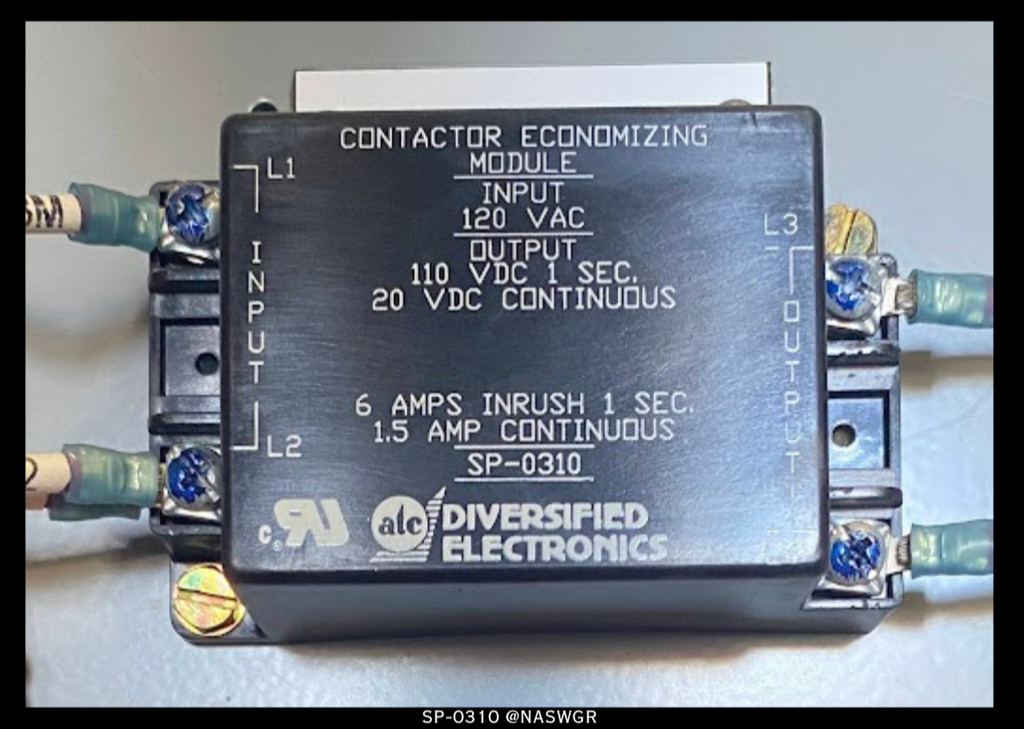 CONTACTOR ECONOMIZING
MODULE
INPUT
120 VAC
OUTPUT
110 VDC 1 SEC.
20 VDC CONTINUOUS
6 AMPS INRUSH 1 SEC.
1.5 AMP CONTINUOUS
SP-0310
L1
INPUT
L2
L3
OUTPUT
c RU ®
atc DIVERSIFIED
ELECTRONICS
SP-0310 @NASWGR